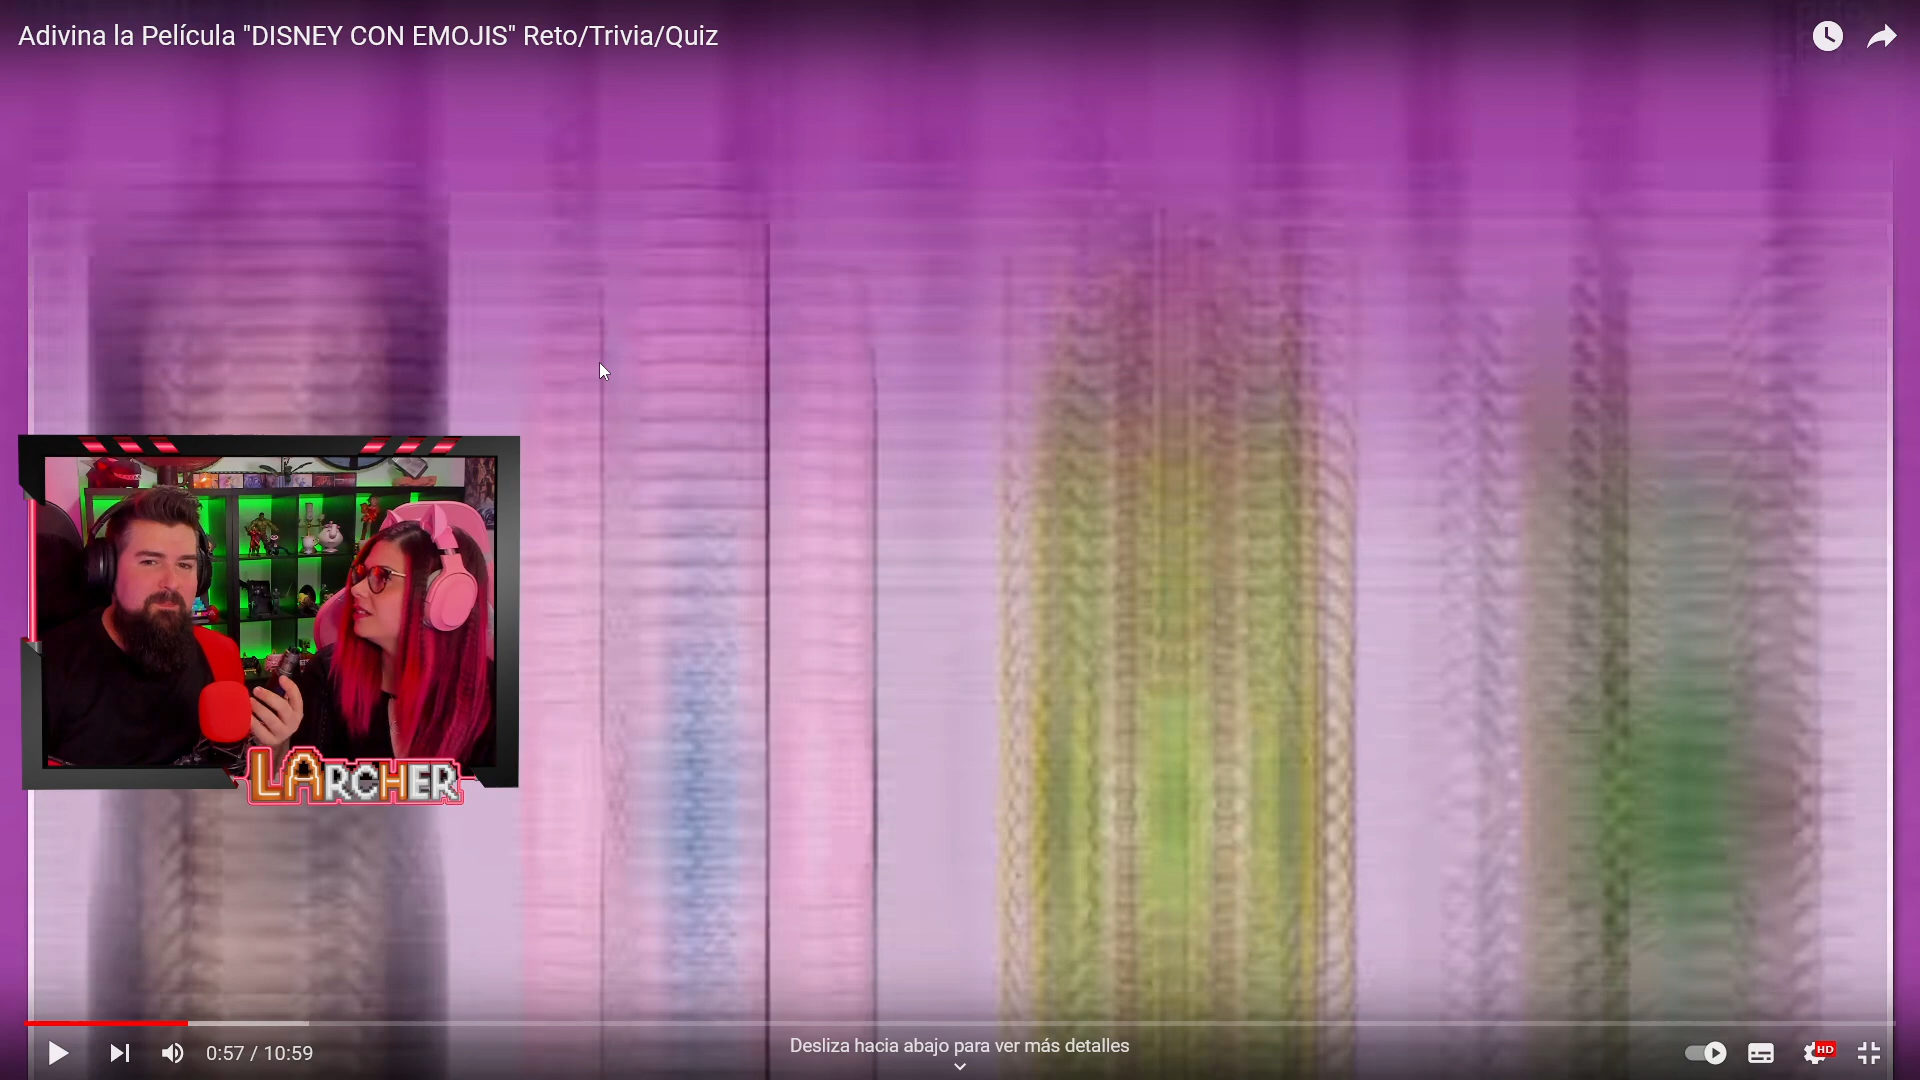 Adivina la Película "DISNEY CON EMOJIS" Reto/Trivia/Quiz
LARCHER
0:57 / 10:59
Desliza hacia abajo para ver más detalles
HD